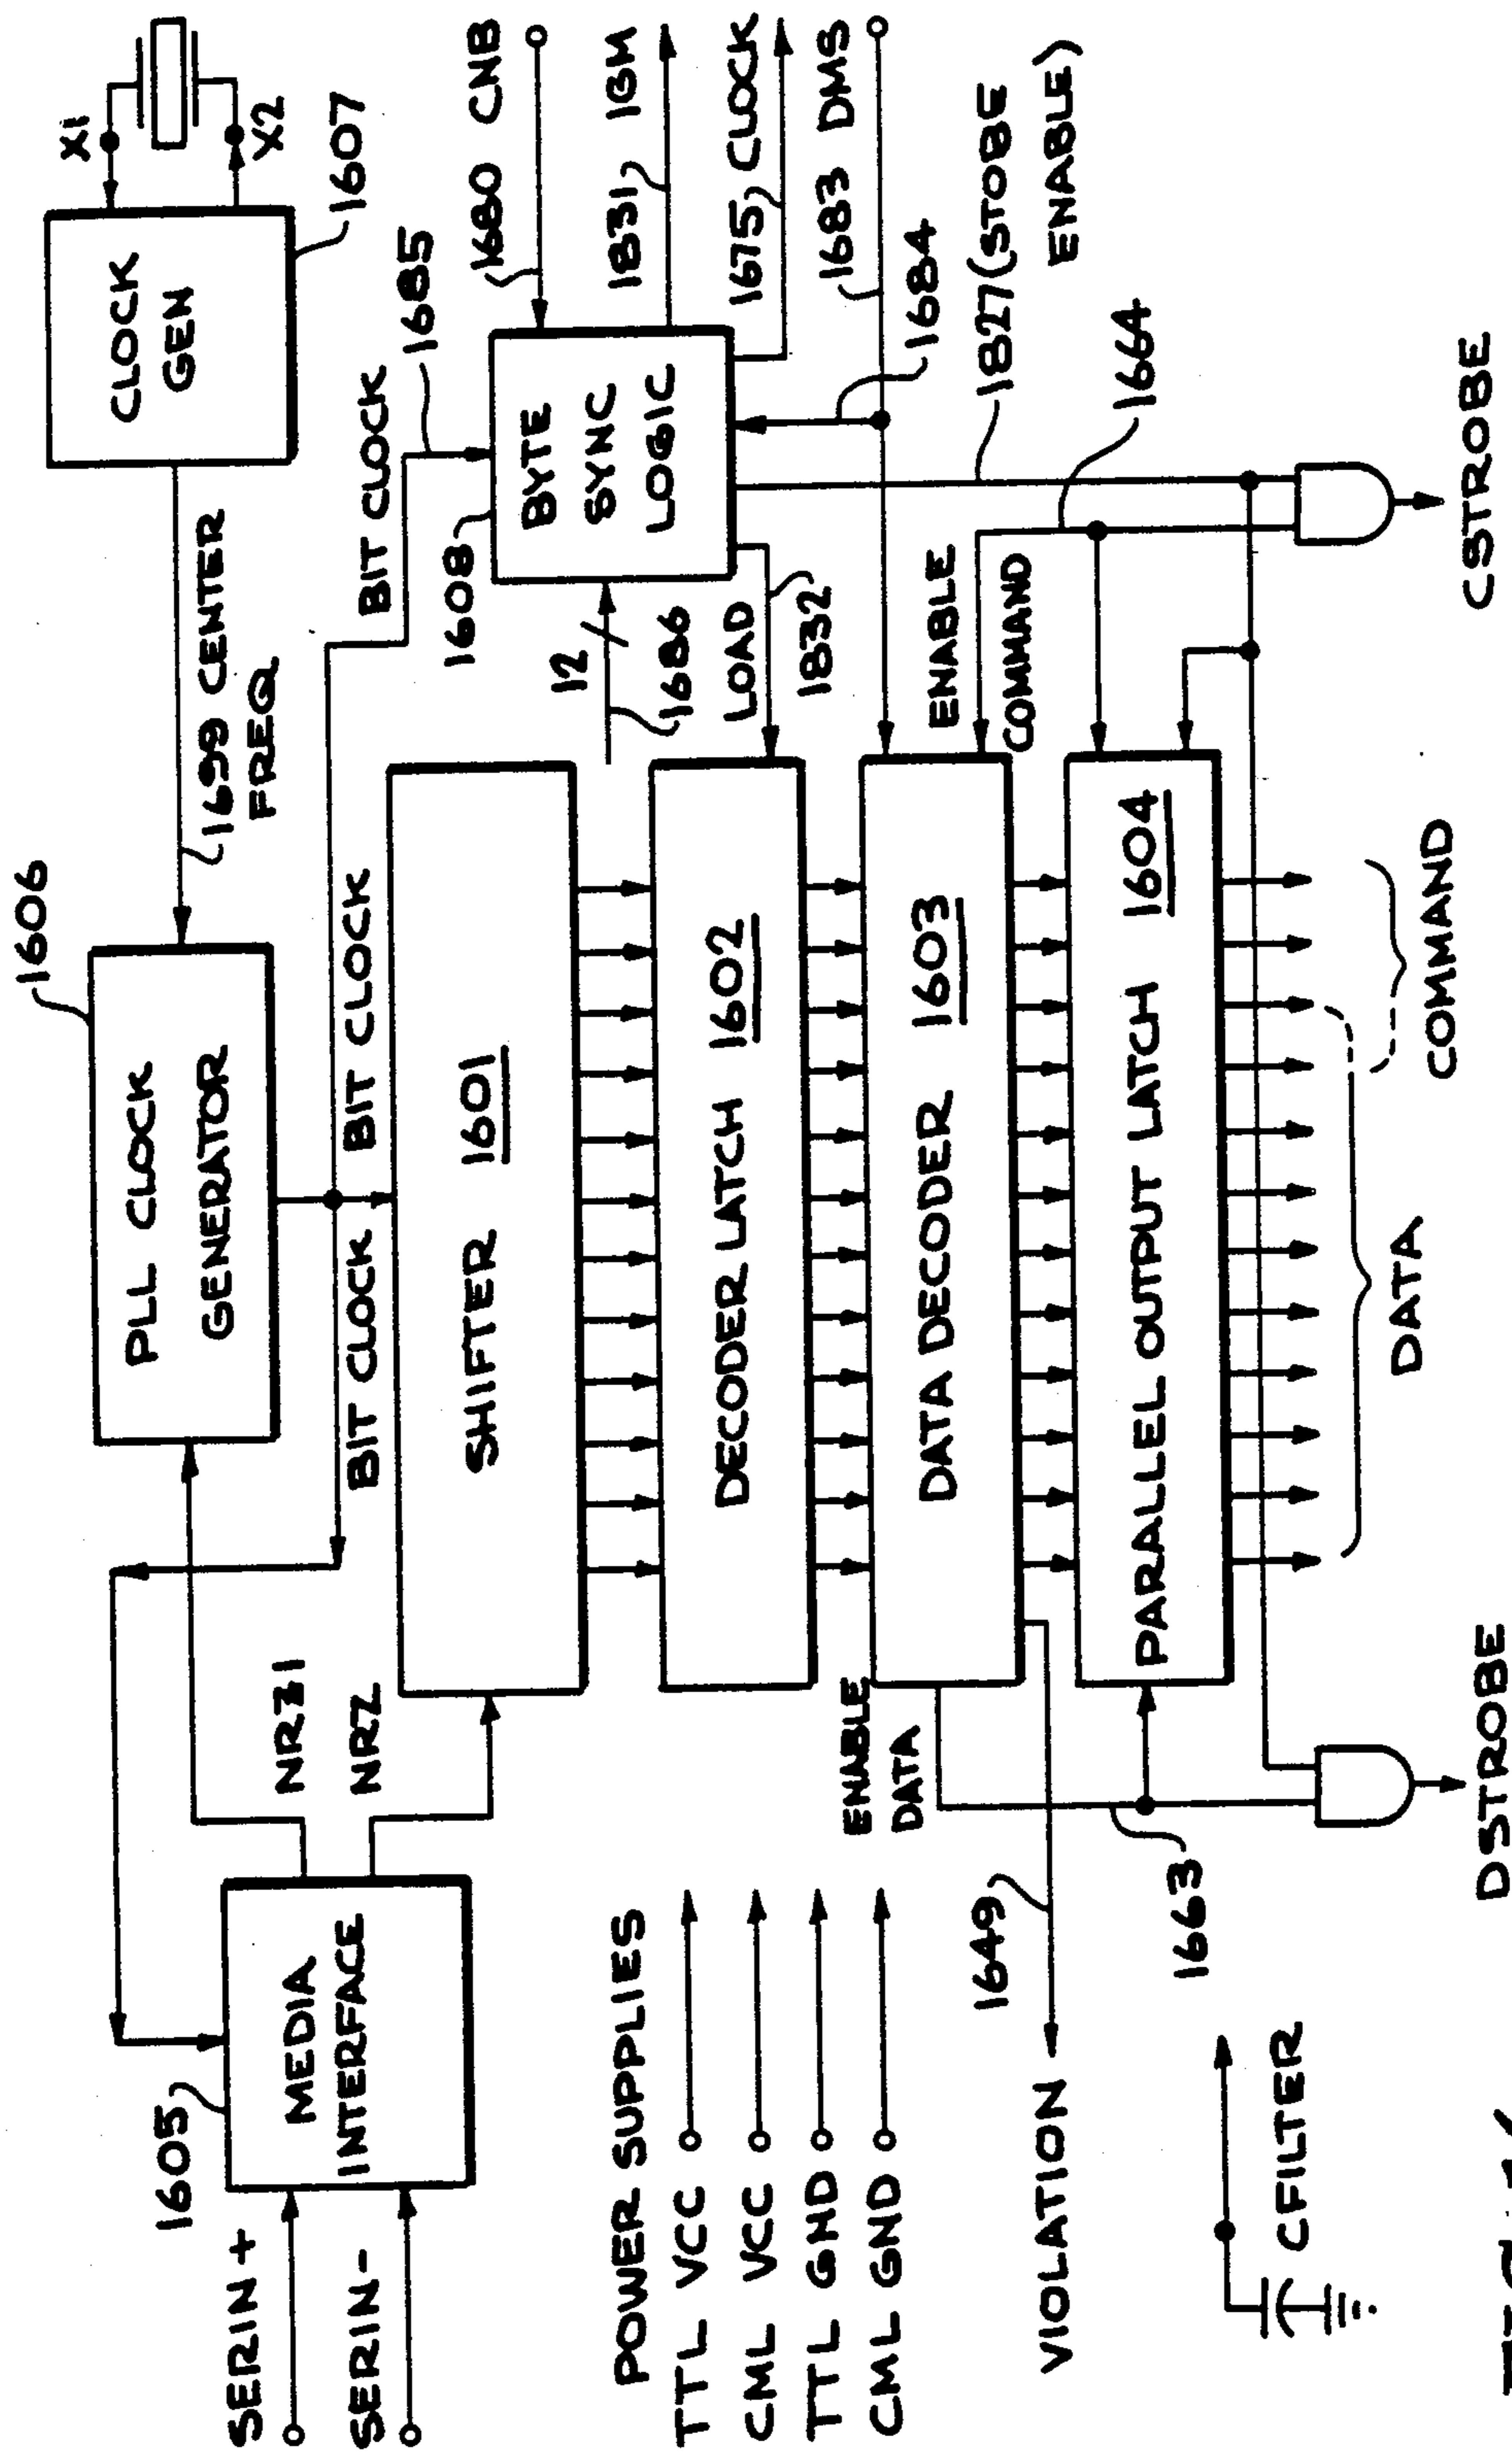 X1
X2
CLOCK
GEN
1607
1606
PLL CLOCK
GENERATOR
1699 CENTER
FREQ
BIT CLOCK
1685
1680 CNB
1831 IGM
1675 CLOCK
1683 DMS
1684
1827 (STOBE
ENABLE)
1664
1608
BYTE
SYNC
LOGIC
12
1686
LOAD
1832
ENABLE
COMMAND
BIT CLOCK
BIT CLOCK
SHIFTER 1601
DECODER LATCH 1602
DATA DECODER 1603
PARALLEL OUTPUT LATCH 1604
NRZI
NRZ
1605
MEDIA
INTERFACE
SERIN +
SERIN-
POWER SUPPLIES
TTL VCC
CML VCC
TTL GND
CML GND
ENABLE
DATA
1649
1663
VIOLATION
CFILTER
DSTROBE
DATA
COMMAND
CSTROBE